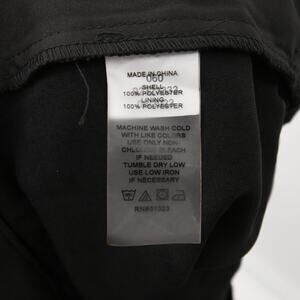 MADE IN CHINA
060
SHELL
100% POLYESTER
LINING
100% POLYESTER
MACHINE WASH COLD
WITH LIKE COLORS
USE ONLY NON-
CHLORINE BLEACH
IF NEEDED
TUMBLE DRY LOW
USE LOW IRON
IF NECESSARY